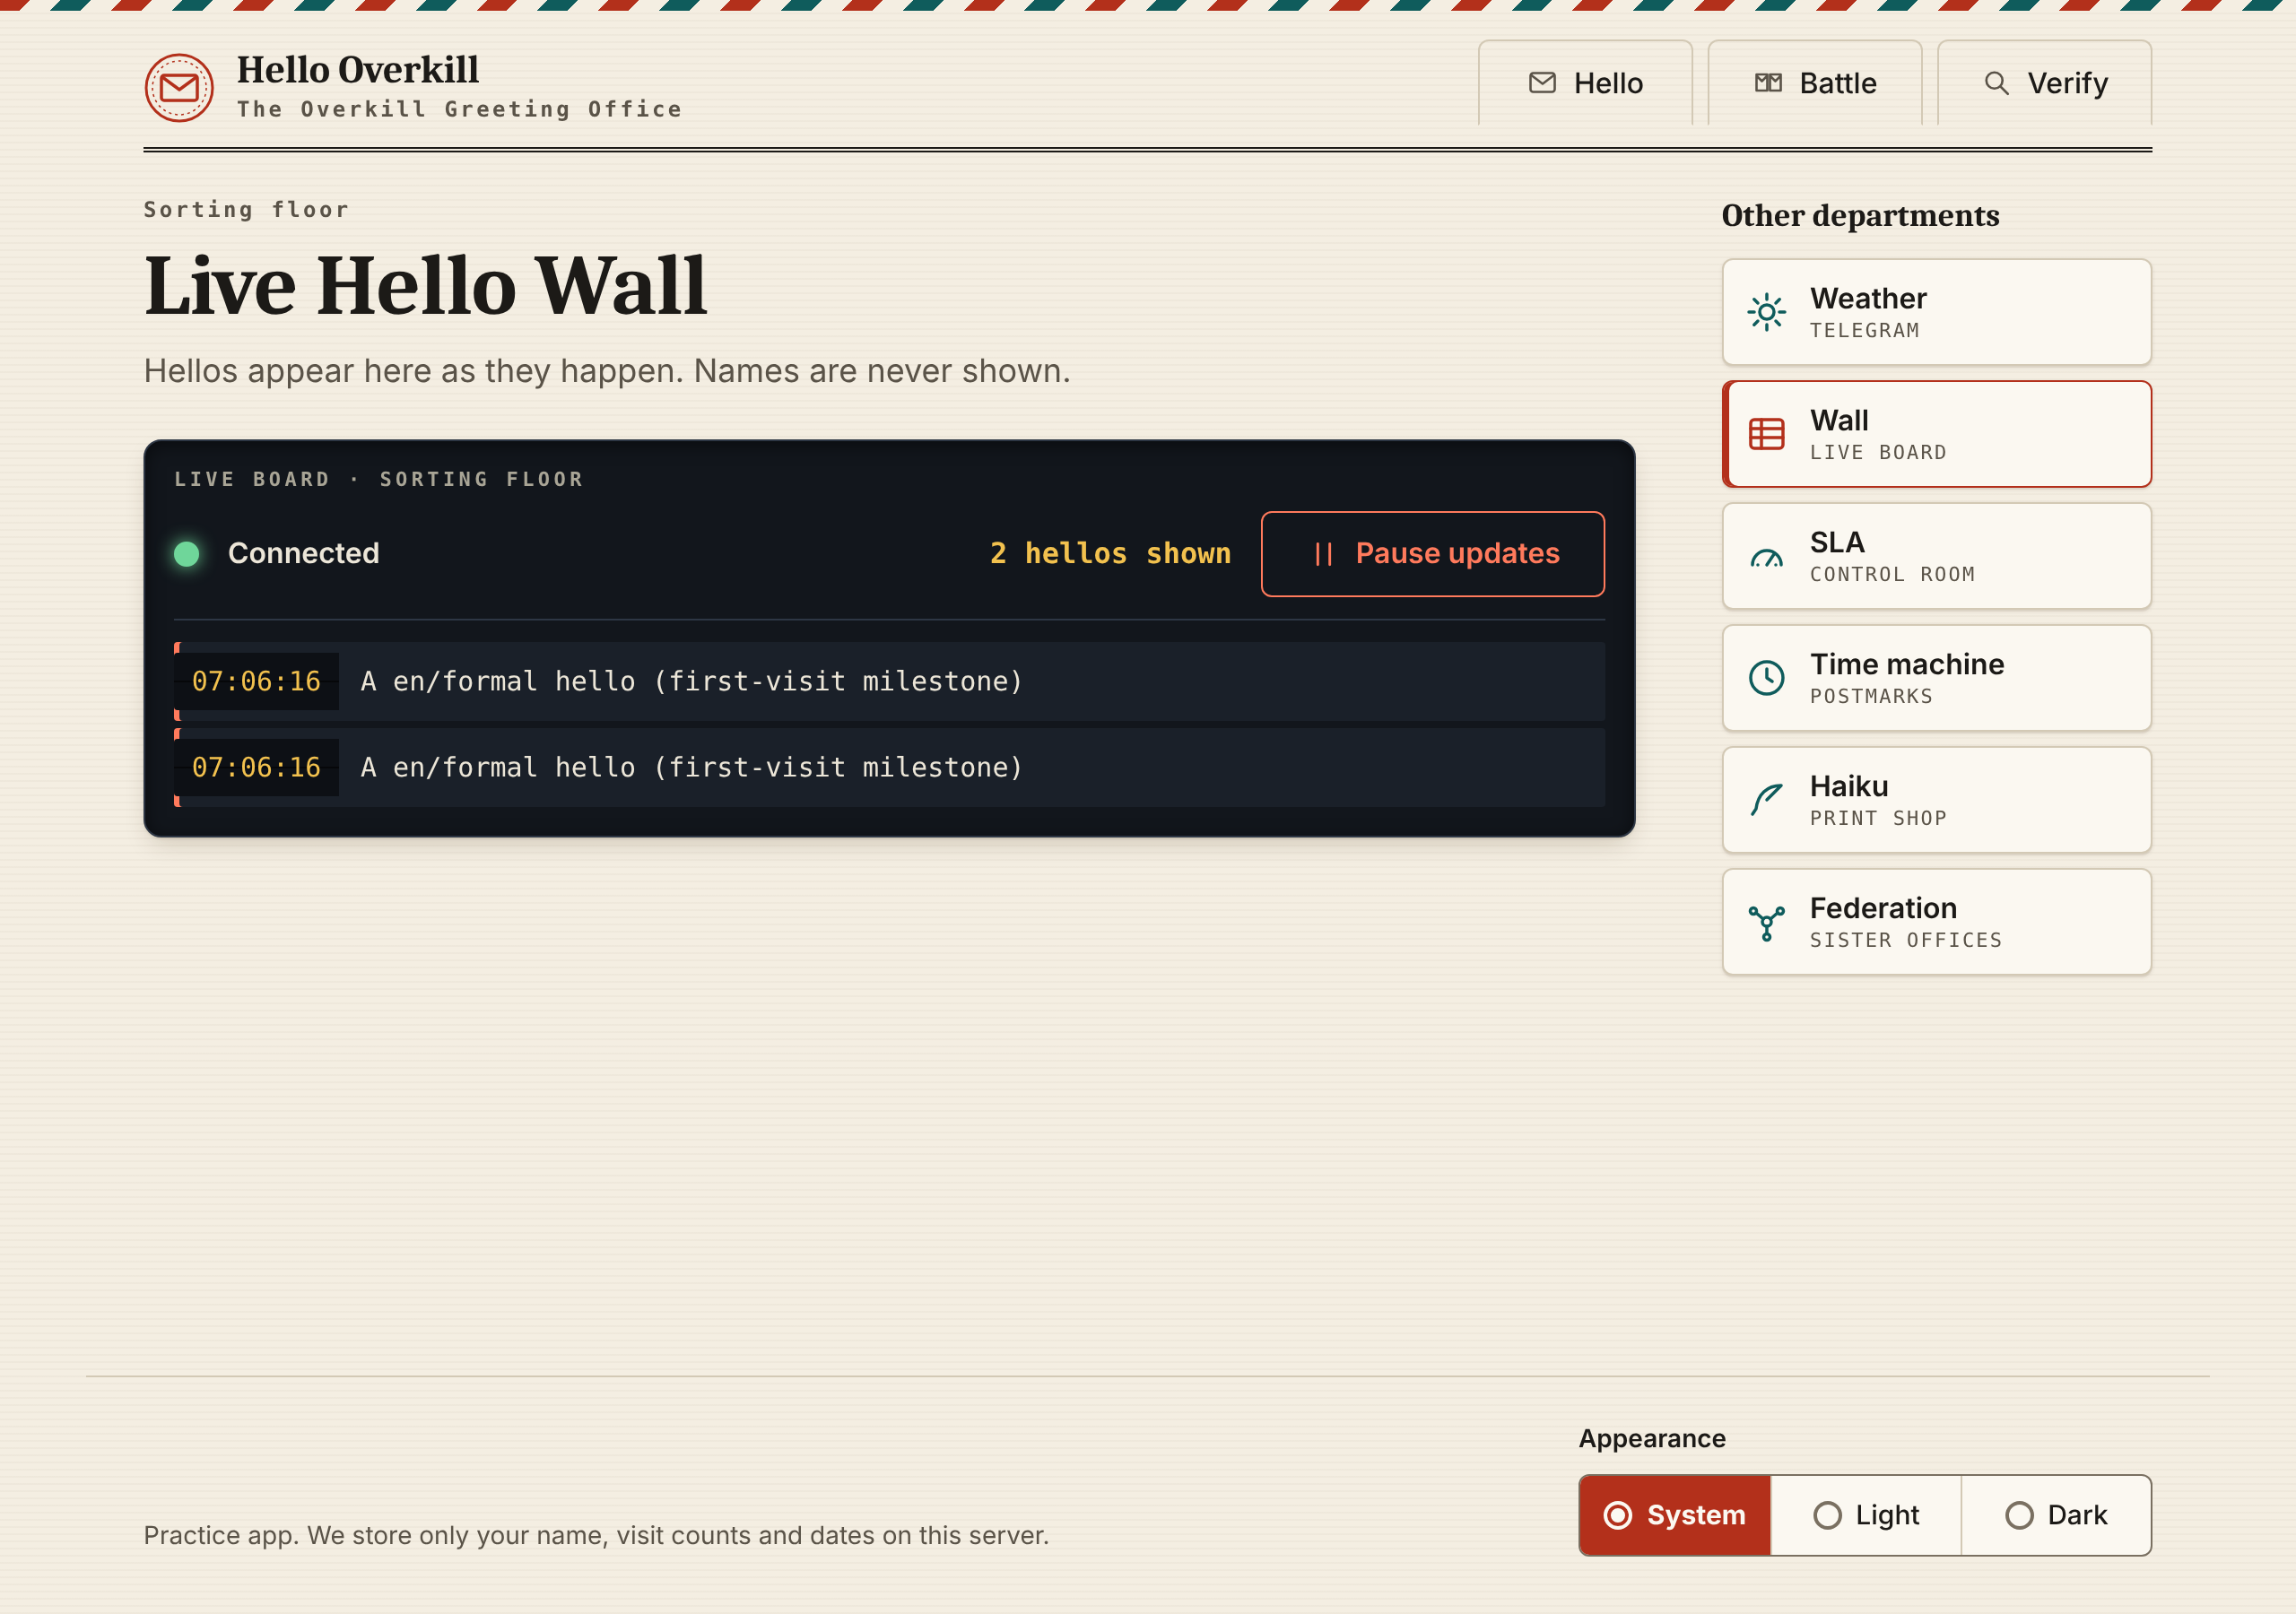 Hello Overkill
The Overkill Greeting Office
Hello
Battle
Verify
Sorting floor
Live Hello Wall
Hellos appear here as they happen. Names are never shown.
LIVE BOARD · SORTING FLOOR
Connected
2 hellos shown
Pause updates
07:06:16 A en/formal hello (first-visit milestone)
07:06:16 A en/formal hello (first-visit milestone)
Other departments
Weather
TELEGRAM
Wall
LIVE BOARD
SLA
CONTROL ROOM
Time machine
POSTMARKS
Haiku
PRINT SHOP
Federation
SISTER OFFICES
Practice app. We store only your name, visit counts and dates on this server.
Appearance
System
Light
Dark